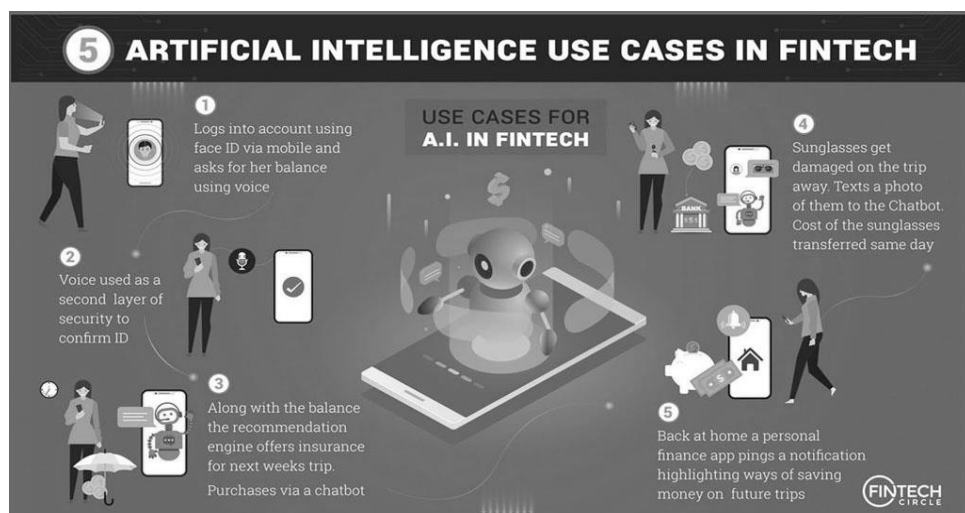 5 ARTIFICIAL INTELLIGENCE USE CASES IN FINTECH
USE CASES FOR
A.I. IN FINTECH
1
Logs into account using
face ID via mobile and
asks for her balance
using voice
2
Voice used as a
second layer of
security to
confirm ID
3
Along with the balance
the recommendation
engine offers insurance
for next weeks trip.
Purchases via a chatbot
4
Sunglasses get
damaged on the trip
away. Texts a photo
of them to the Chatbot.
Cost of the sunglasses
transferred same day
BANK
5
Back at home a personal
finance app pings a notification
highlighting ways of saving
money on future trips
FINTECH
CIRCLE